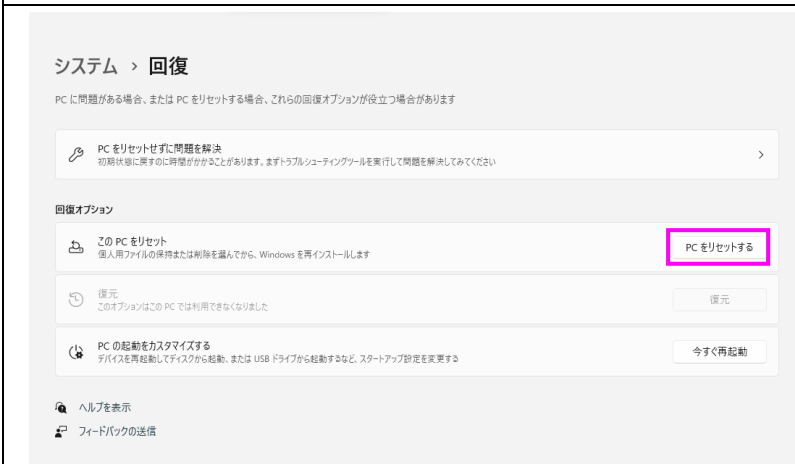 システム › 回復
PC に問題がある場合、または PC をリセットする場合、これらの回復オプションが役立つ場合があります
PC をリセットせずに問題を解決
初期状態に戻すのに時間がかかることがあります。まずトラブルシューティングツールを実行して問題を解決してみてください
回復オプション
この PC をリセット
個人用ファイルの保持または削除を選んでから、Windows を再インストールします
PC をリセットする
復元
このオプションはこの PC では利用できなくなりました
復元
PC の起動をカスタマイズする
デバイスを再起動してディスクから起動、または USB ドライブから起動するなど、スタートアップ設定を変更する
今すぐ再起動
ヘルプを表示
フィードバックの送信